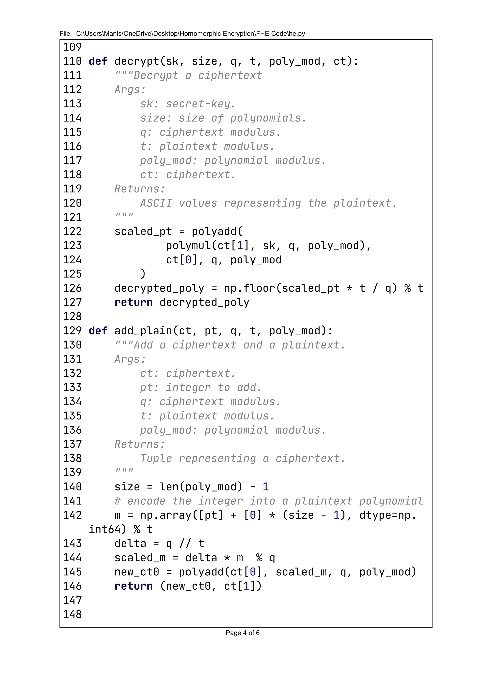 File - C:\Users\Manis\OneDrive\Desktop\Homomorphic Encryption\FHE Code\he.py
109
110 def decrypt(sk, size, q, t, poly_mod, ct):
111     """Decrypt a ciphertext
112     Args:
113         sk: secret-key.
114         size: size of polynomials.
115         q: ciphertext modulus.
116         t: plaintext modulus.
117         poly_mod: polynomial modulus.
118         ct: ciphertext.
119     Returns:
120         ASCII values representing the plaintext.
121     """
122     scaled_pt = polyadd(
123             polymul(ct[1], sk, q, poly_mod),
124             ct[0], q, poly_mod
125         )
126     decrypted_poly = np.floor(scaled_pt * t / q) % t
127     return decrypted_poly
128
129 def add_plain(ct, pt, q, t, poly_mod):
130     """Add a ciphertext and a plaintext.
131     Args:
132         ct: ciphertext.
133         pt: integer to add.
134         q: ciphertext modulus.
135         t: plaintext modulus.
136         poly_mod: polynomial modulus.
137     Returns:
138         Tuple representing a ciphertext.
139     """
140     size = len(poly_mod) - 1
141     # encode the integer into a plaintext polynomial
142     m = np.array([pt] + [0] * (size - 1), dtype=np.
    int64) % t
143     delta = q // t
144     scaled_m = delta * m  % q
145     new_ct0 = polyadd(ct[0], scaled_m, q, poly_mod)
146     return (new_ct0, ct[1])
147
148
Page 4 of 6